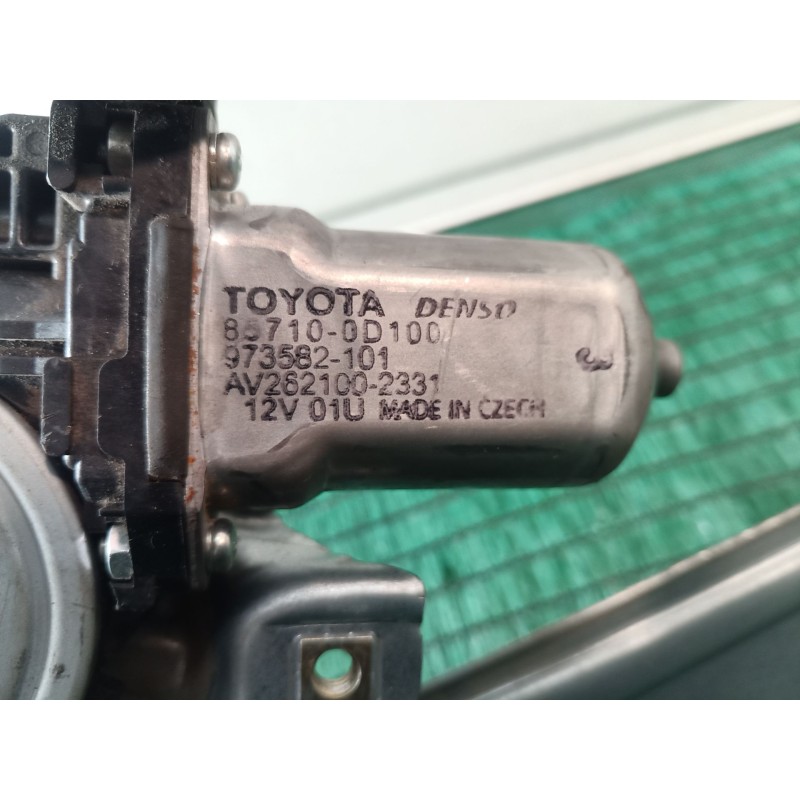 TOYOTA DENSO
85710-0D100
973582-101
AV262100-2331
12V 01U MADE IN CZECH